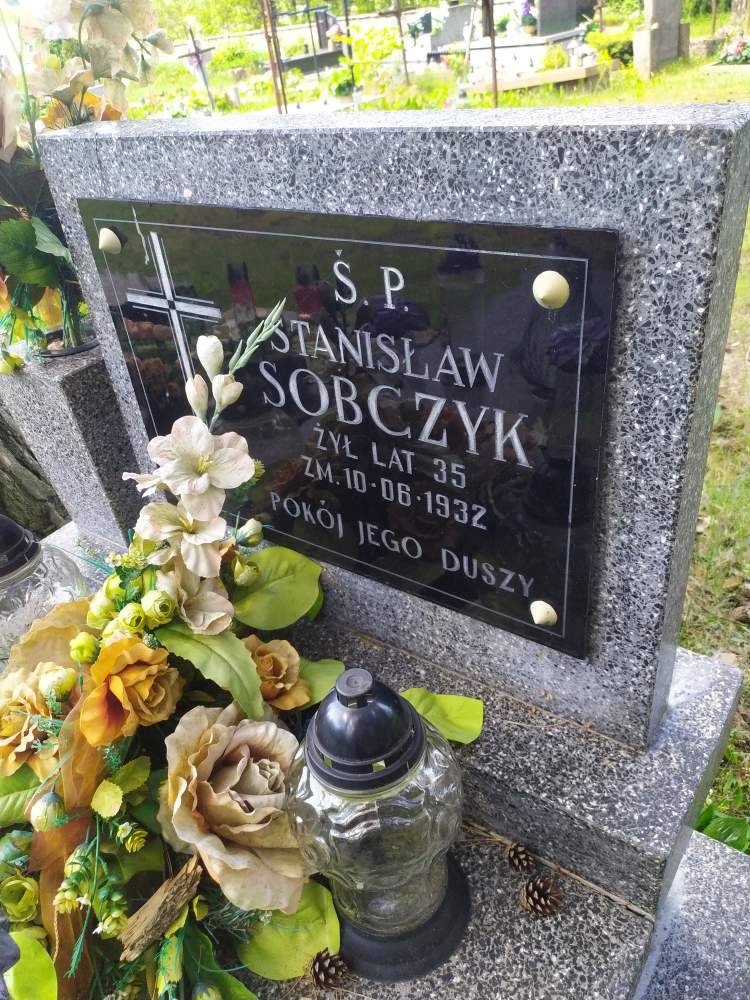 Ś. P.
STANISŁAW
SOBCZYK
ŻYŁ LAT 35
ZM. 10·06·1932
POKÓJ JEGO DUSZY